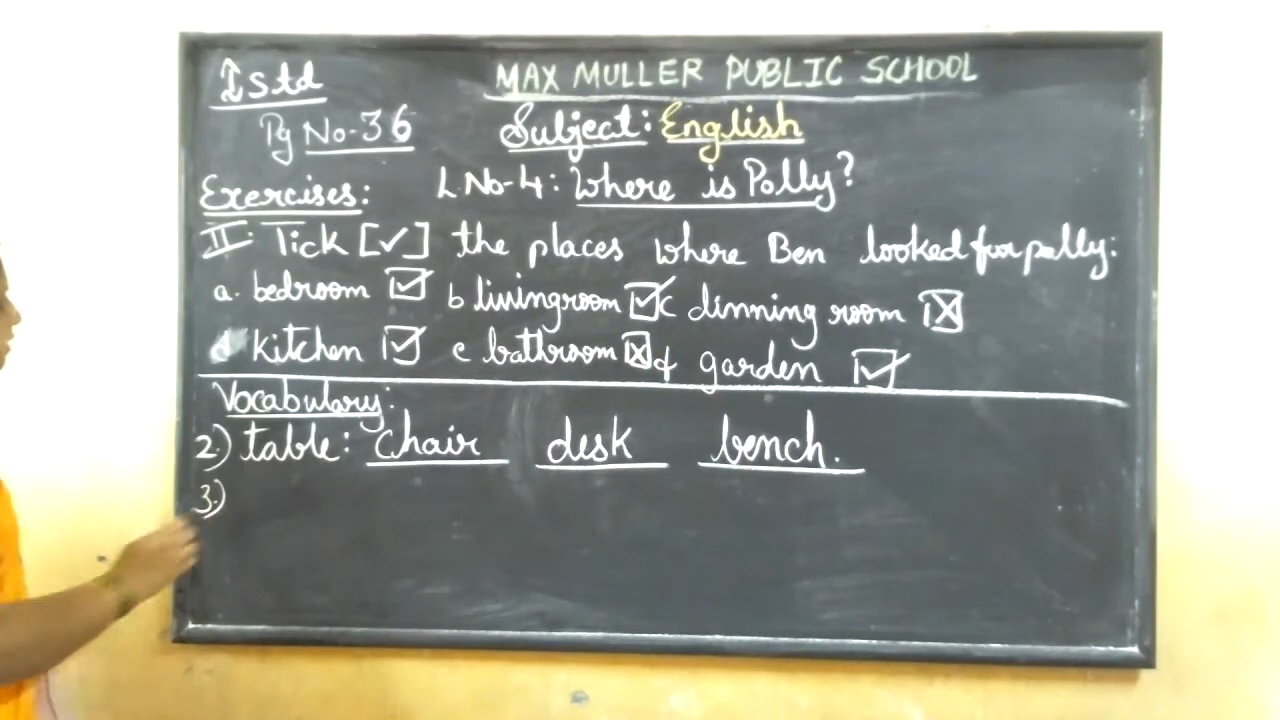 I std
MAX MULLER PUBLIC SCHOOL
Pg No-36
Subject: English
Exercises:
L No-4: Where is Polly?
II. Tick [✓] the places where Ben looked for polly:
a. bedroom ☑ b livingroom ☑ c dinning room ☒
d kitchen ☑ e bathroom ☒ f garden ☑
Vocabulary:
2.) table: chair desk bench.
3.)